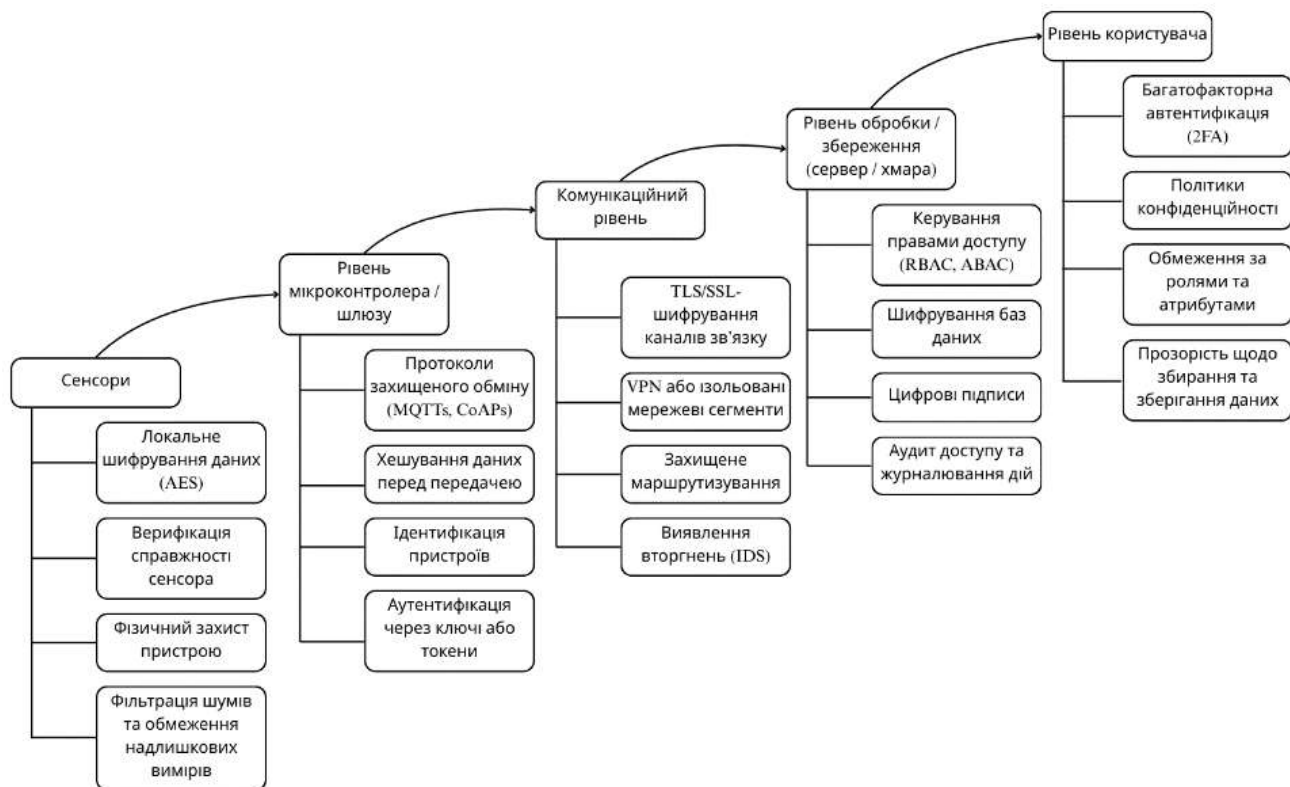 Сенсори
Локальне
шифрування даних
(AES)
Верифікація
справжності
сенсора
Фізичний захист
пристрою
Фільтрація шумів
та обмеження
надлишкових
вимірів
Рівень
мікроконтролера /
шлюзу
Протоколи
захищеного обміну
(MQTTs, CoAPs)
Хешування даних
перед передачею
Ідентифікація
пристроїв
Аутентифікація
через ключі або
токени
Комунікаційний
рівень
TLS/SSL-
шифрування
каналів зв’язку
VPN або ізольовані
мережеві сегменти
Захищене
маршрутизування
Виявлення
вторгнень (IDS)
Рівень обробки /
збереження
(сервер / хмара)
Керування
правами доступу
(RBAC, ABAC)
Шифрування баз
даних
Цифрові підписи
Аудит доступу та
журналювання дій
Рівень користувача
Багатофакторна
автентифікація
(2FA)
Політики
конфіденційності
Обмеження за
ролями та
атрибутами
Прозорість щодо
збирання та
зберігання даних